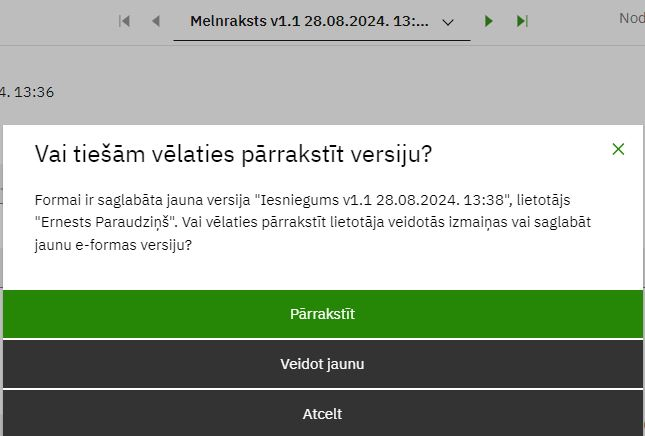 Melnraksts v1.1 28.08.2024. 13:...
Nod
4. 13:36
Vai tiešām vēlaties pārrakstīt versiju?
Formai ir saglabāta jauna versija "Iesniegums v1.1 28.08.2024. 13:38", lietotājs
"Ernests Paraudziņš". Vai vēlaties pārrakstīt lietotāja veidotās izmaiņas vai saglabāt
jaunu e-formas versiju?
Pārrakstīt
Veidot jaunu
Atcelt